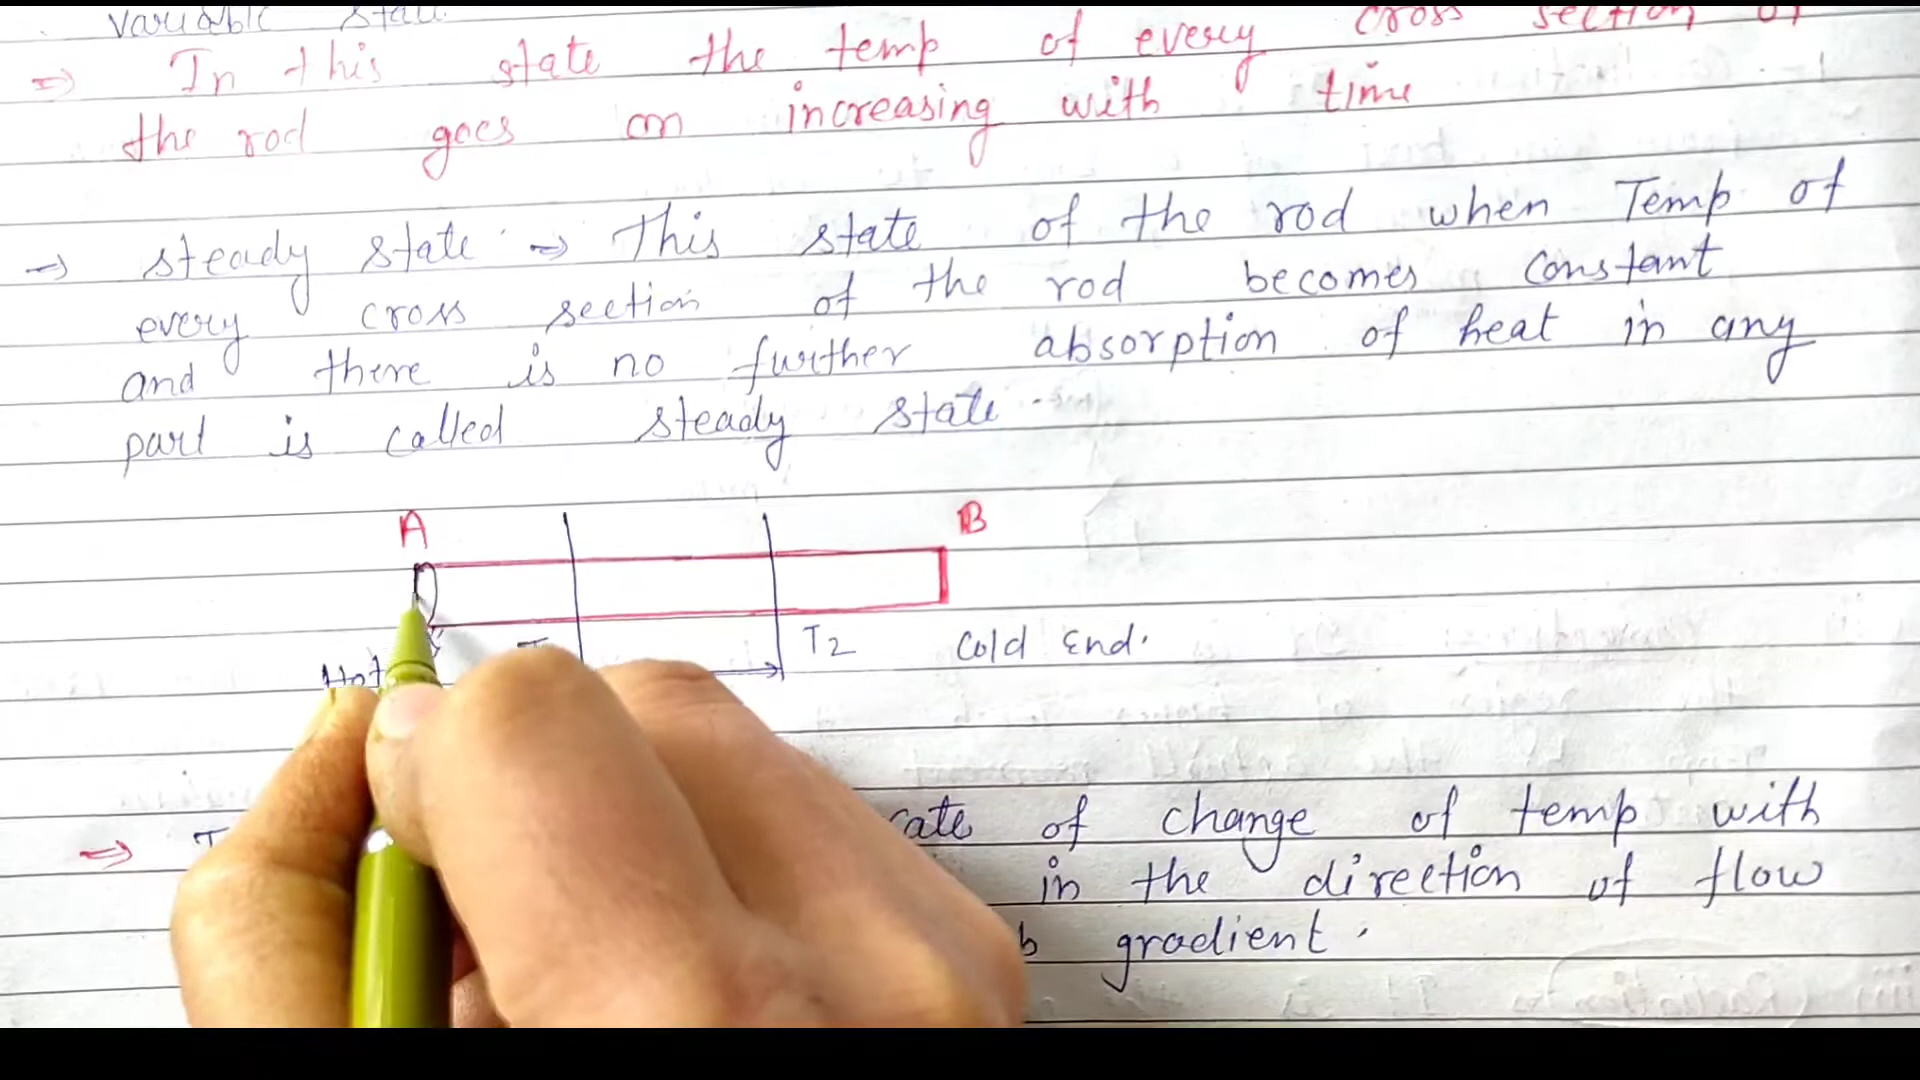 variable state
⇒ In this state the temp of every cross section of
the rod goes on increasing with time
→ steady state → This state of the rod when Temp of
every cross section of the rod becomes constant
and there is no further absorption of heat in any
part is called steady state
A B
T2 Cold End.
Hot
⇒ rate of change of temp with
in the direction of flow
gradient.